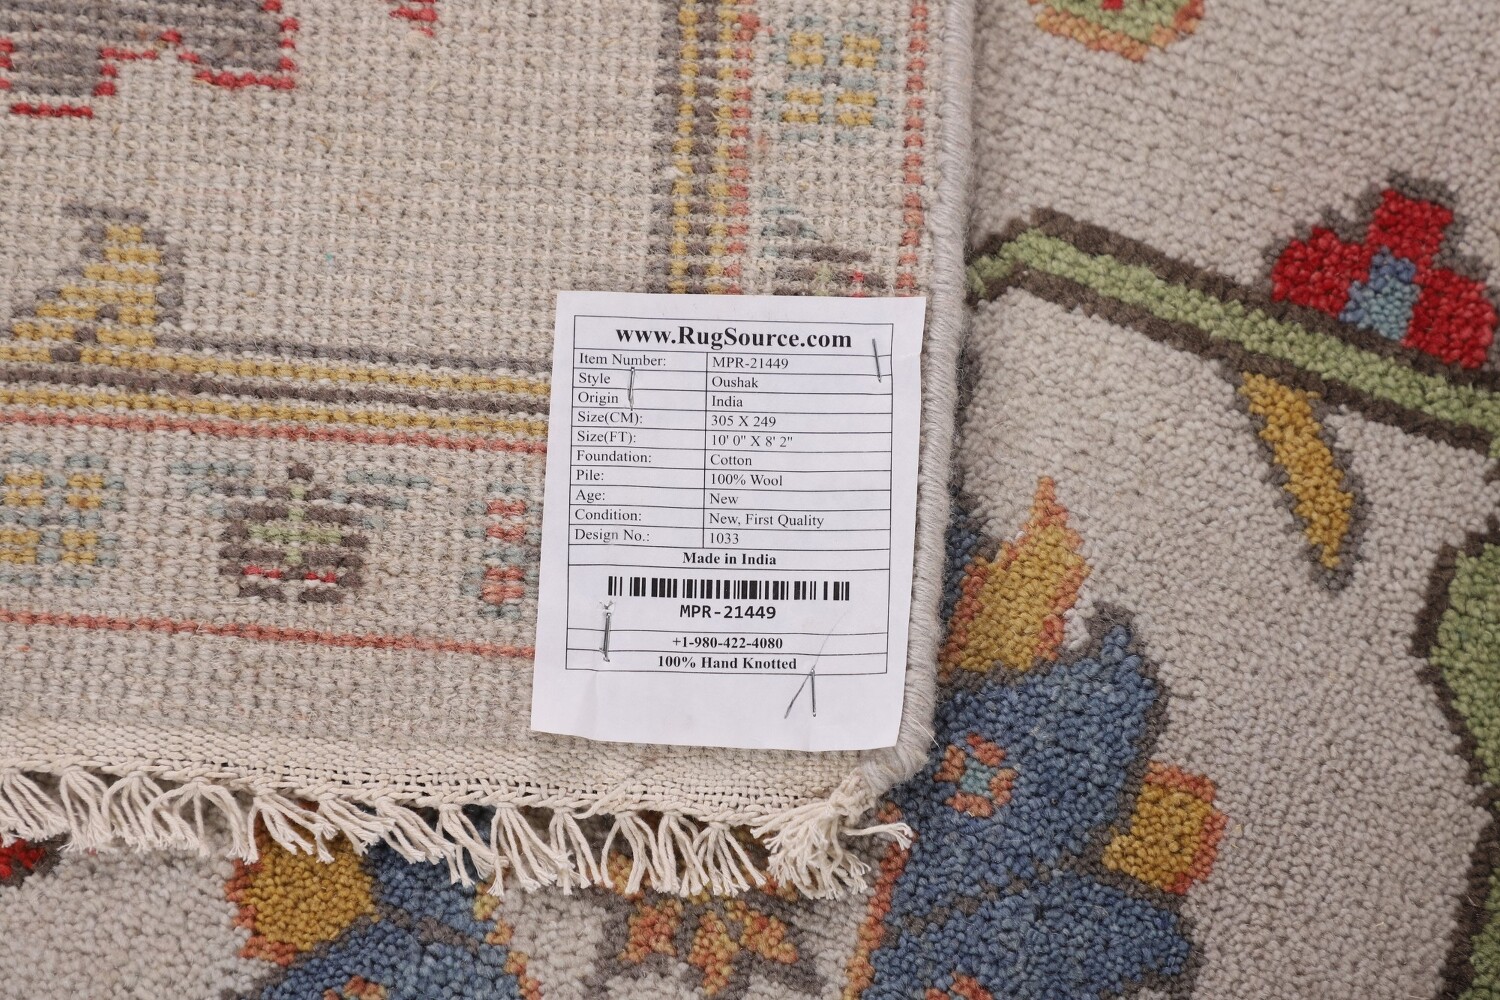 www.RugSource.com
Item Number: MPR-21449
Style Oushak
Origin India
Size(CM): 305 X 249
Size(FT): 10' 0" X 8' 2"
Foundation: Cotton
Pile: 100% Wool
Age: New
Condition: New, First Quality
Design No.: 1033
Made in India
MPR-21449
+1-980-422-4080
100% Hand Knotted